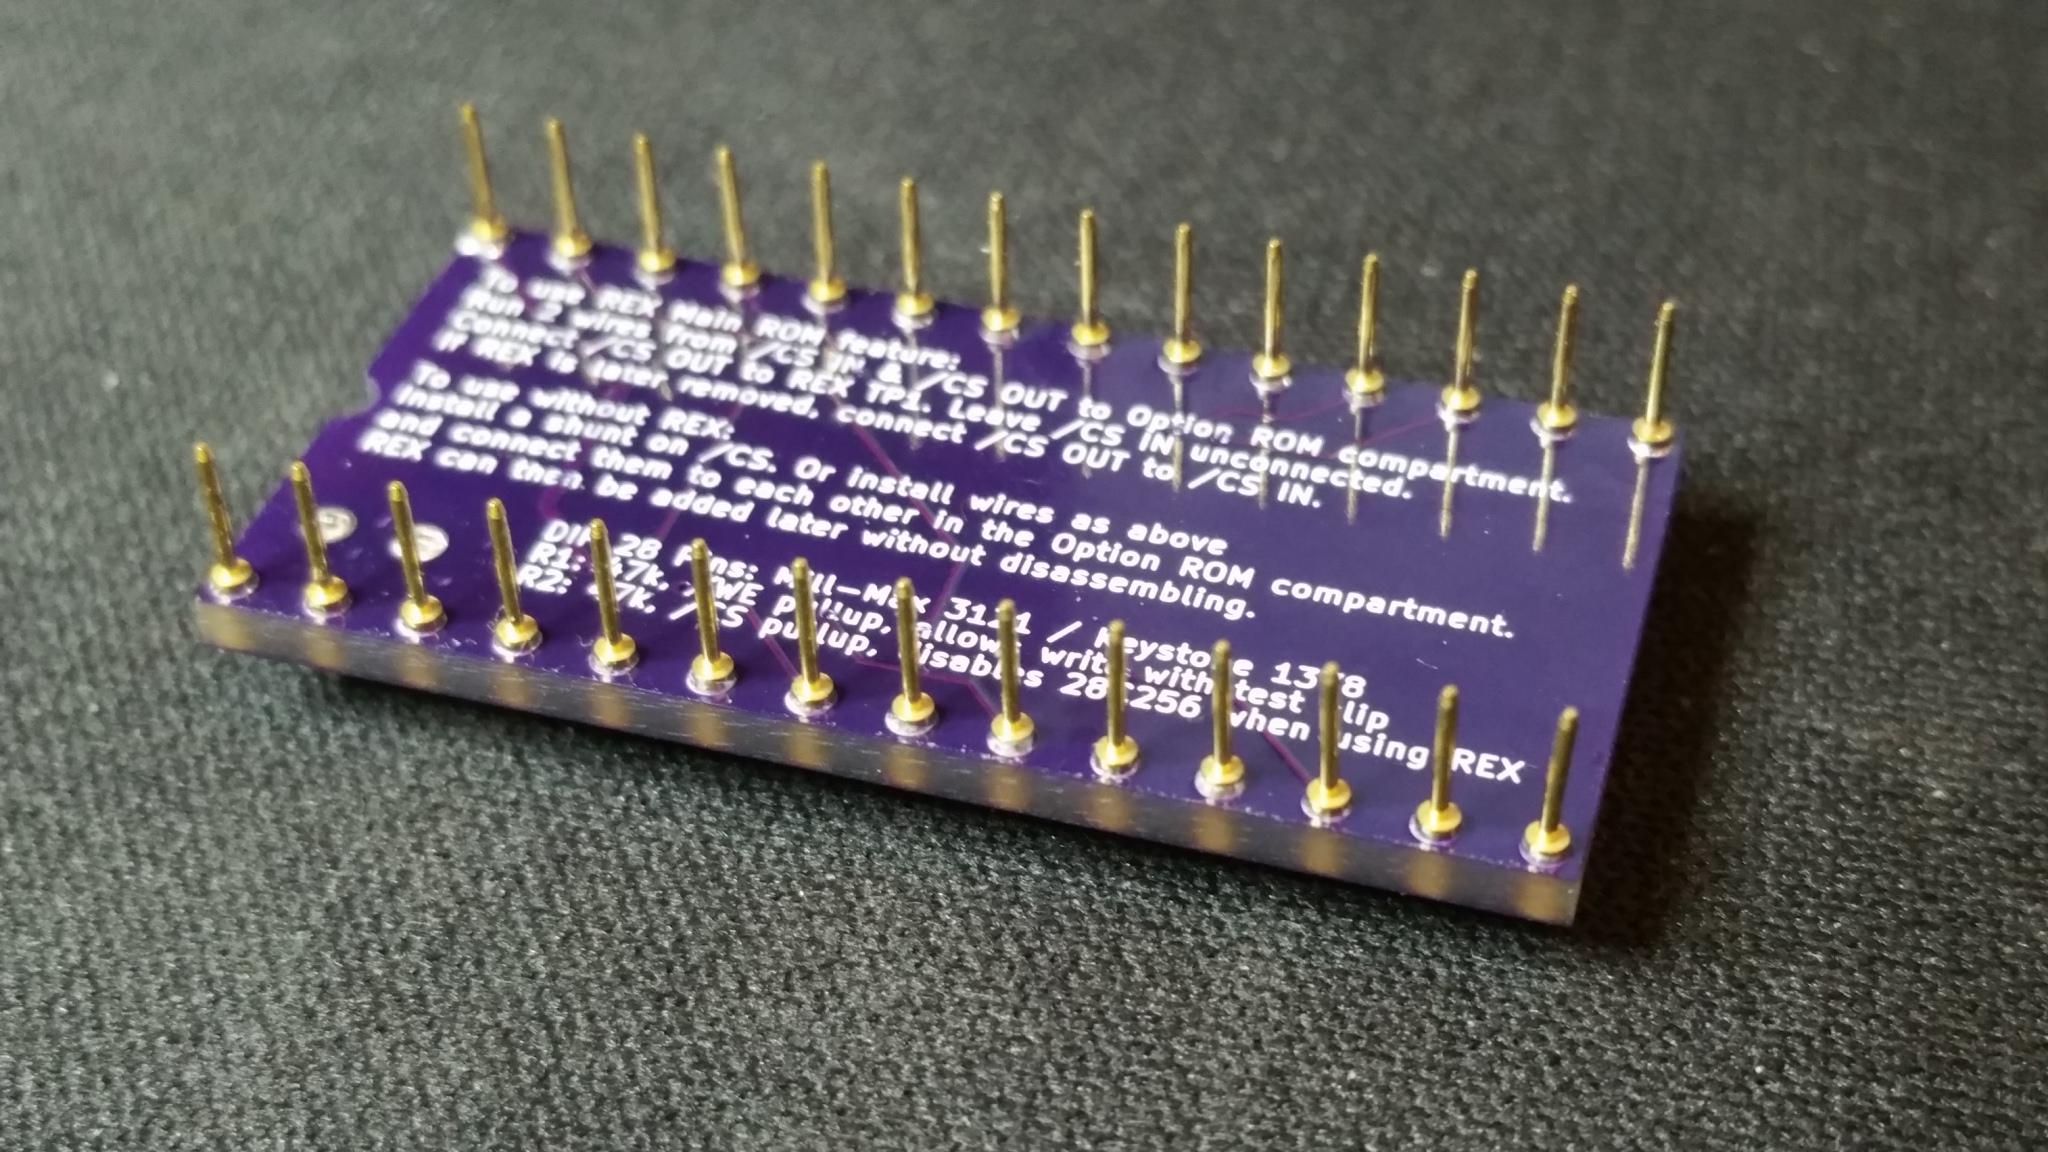 To use REX Main ROM feature:
Run 2 wires from /CS IN & /CS OUT to Option ROM compartment.
Connect /CS OUT to REX TP1. Leave /CS IN unconnected.
If REX is later removed, connect /CS OUT to /CS IN.
To use without REX:
Install a shunt on /CS. Or install wires as above
and connect them to each other in the Option ROM compartment.
REX can then be added later without disassembling.
DIP 28 pins: Mill-Max 3121 / Keystone
R1: 47k, /WE pullup, allows write with test clip
R2: 47k, /CS pullup, disables 28C256 when using REX